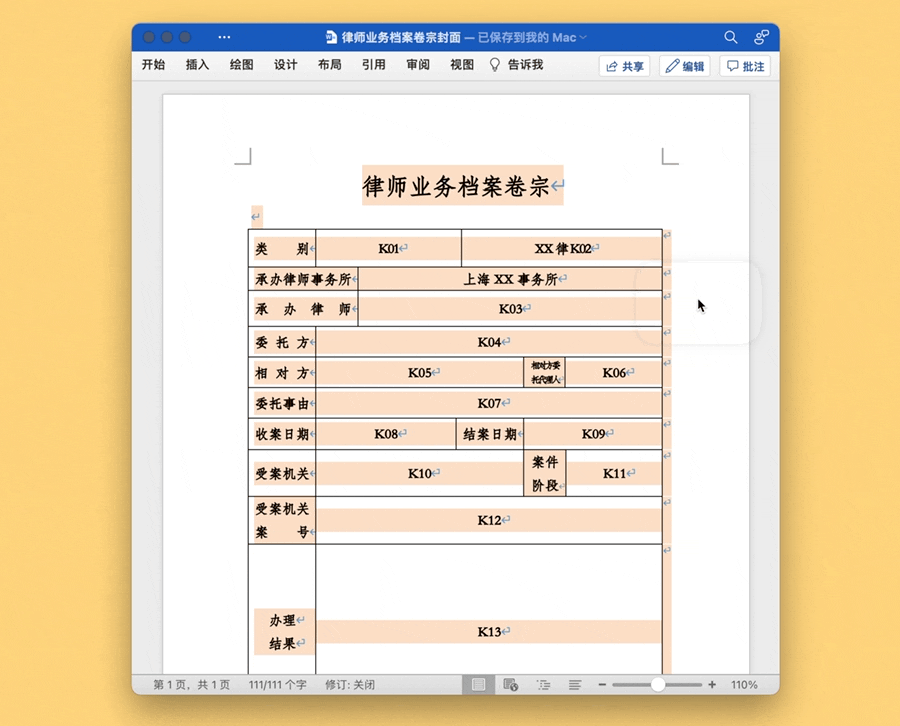 律师业务档案卷宗封面 — 已保存到我的 Mac
开始 插入 绘图 设计 布局 引用 审阅 视图 告诉我 共享 编辑 批注
律师业务档案卷宗
类 别 K01 XX 律 K02
承办律师事务所 上海 XX 事务所
承 办 律 师 K03
委 托 方 K04
相 对 方 K05 相对方委 K06
托代理人
委托事由 K07
收案日期 K08 结案日期 K09
受案机关 K10 案件 K11
阶段
受案机关 K12
案 号
办理 K13
结果
第 1 页，共 1 页 111/111 个字 修订: 关闭 110%